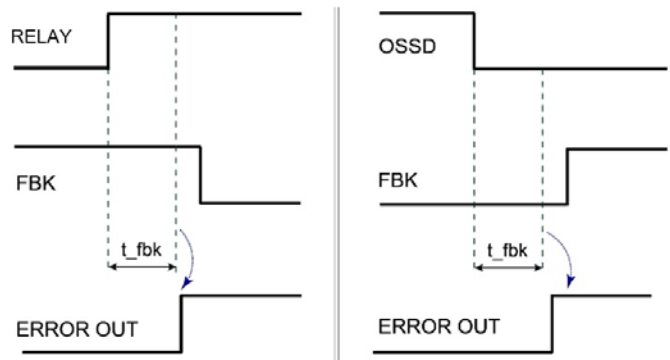 RELAY
FBK
t_fbk
ERROR OUT
OSSD
FBK
t_fbk
ERROR OUT